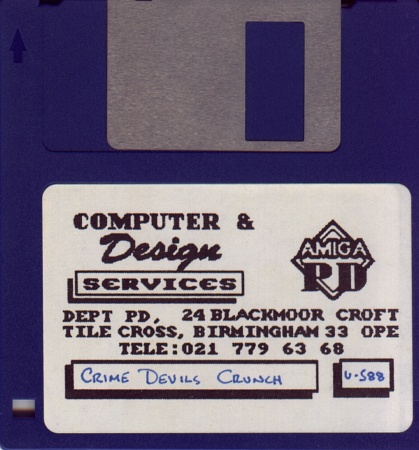 COMPUTER &
Design
SERVICES
AMIGA
PD
DEPT PD, 24 BLACKMOOR CROFT
TILE CROSS, BIRMINGHAM 33 OPE
TELE:021 779 63 68
CRIME DEVILS CRUNCH
U-588